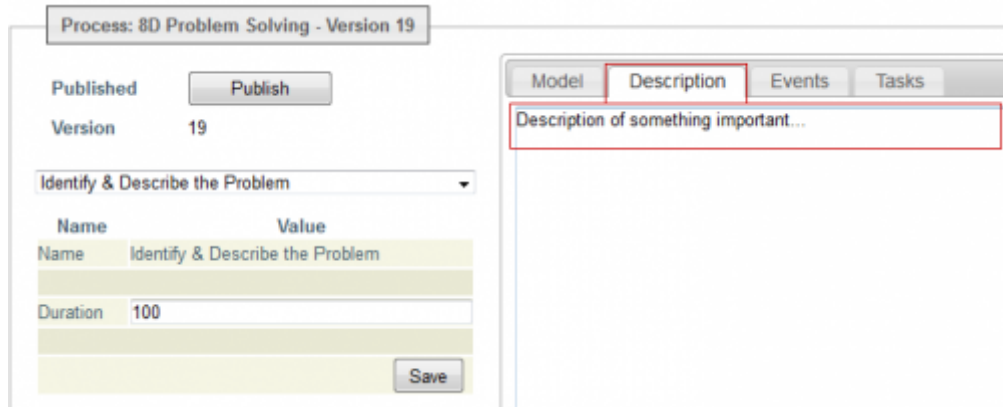 Process: 8D Problem Solving - Version 19
Published Publish
Version 19
Identify & Describe the Problem
Name Value
Name Identify & Describe the Problem
Duration 100
Save
Model Description Events Tasks
Description of something important...